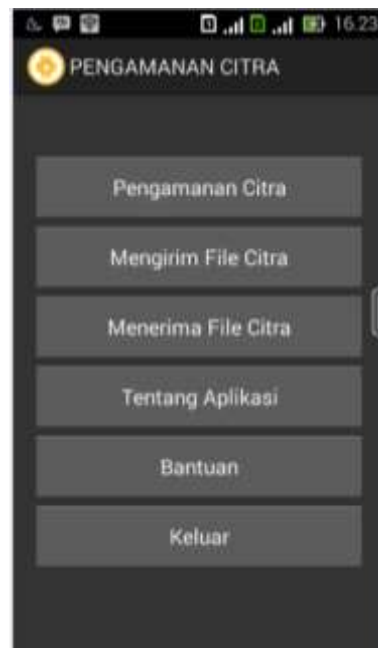 16.23
PENGAMANAN CITRA
Pengamanan Citra
Mengirim File Citra
Menerima File Citra
Tentang Aplikasi
Bantuan
Keluar